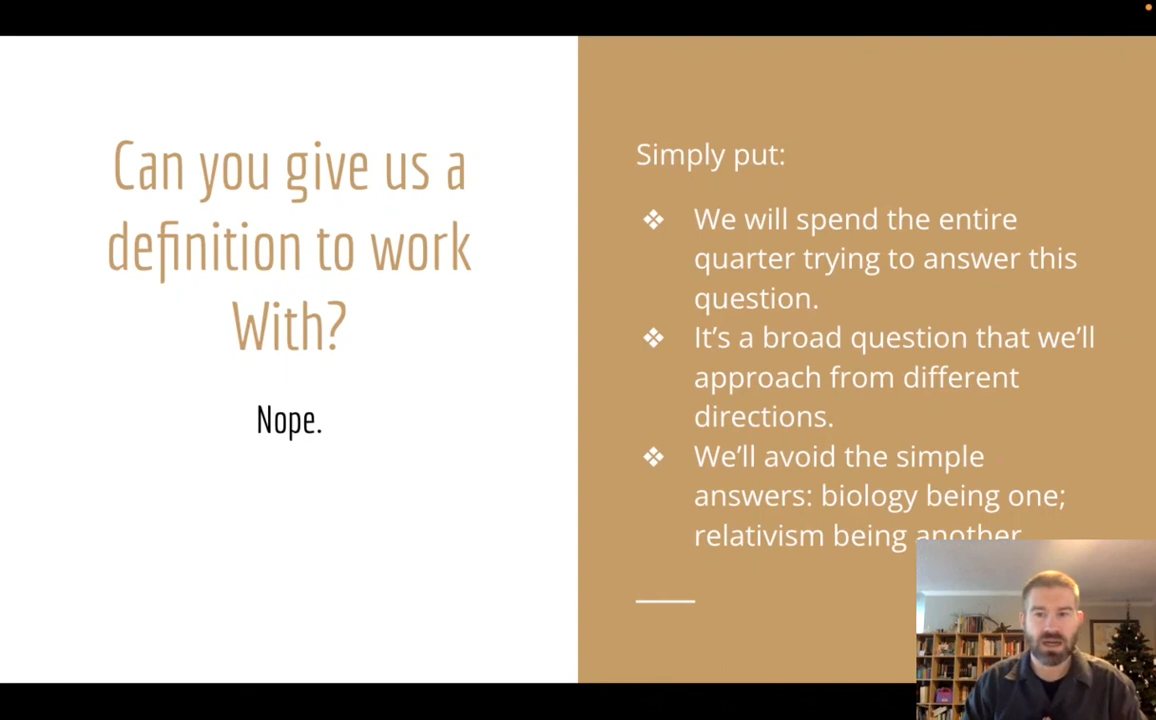 Can you give us a
definition to work
With?
Nope.
Simply put:
❖ We will spend the entire
quarter trying to answer this
question.
❖ It’s a broad question that we’ll
approach from different
directions.
❖ We’ll avoid the simple
answers: biology being one;
relativism being another